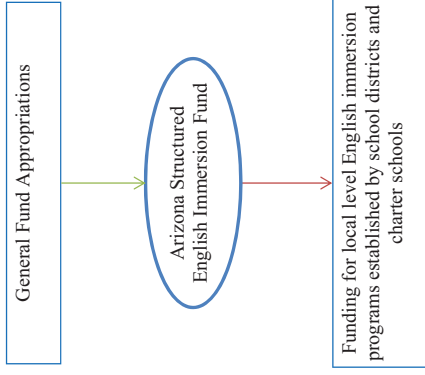 General Fund Appropriations
Arizona Structured
English Immersion Fund
Funding for local level English immersion
programs established by school districts and
charter schools